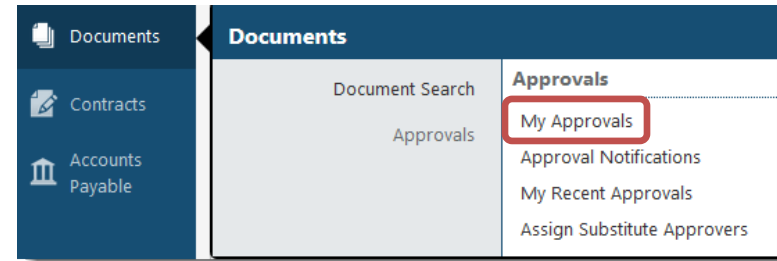 Documents
Contracts
Accounts
Payable
Documents
Document Search
Approvals
Approvals
My Approvals
Approval Notifications
My Recent Approvals
Assign Substitute Approvers